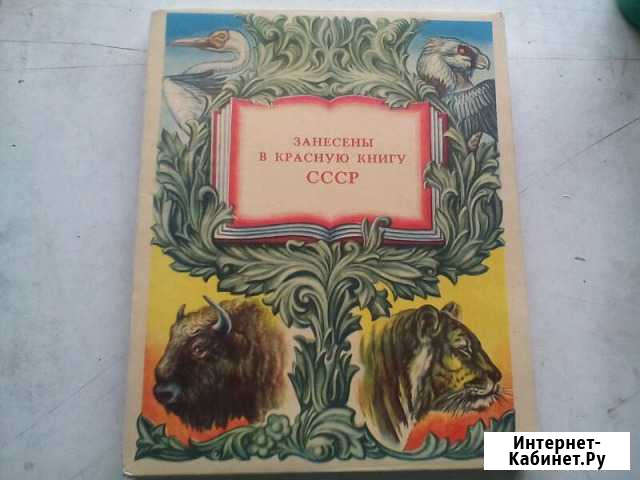 ЗАНЕСЕНЫ
В КРАСНУЮ КНИГУ
СССР
Интернет-
Кабинет.Ру